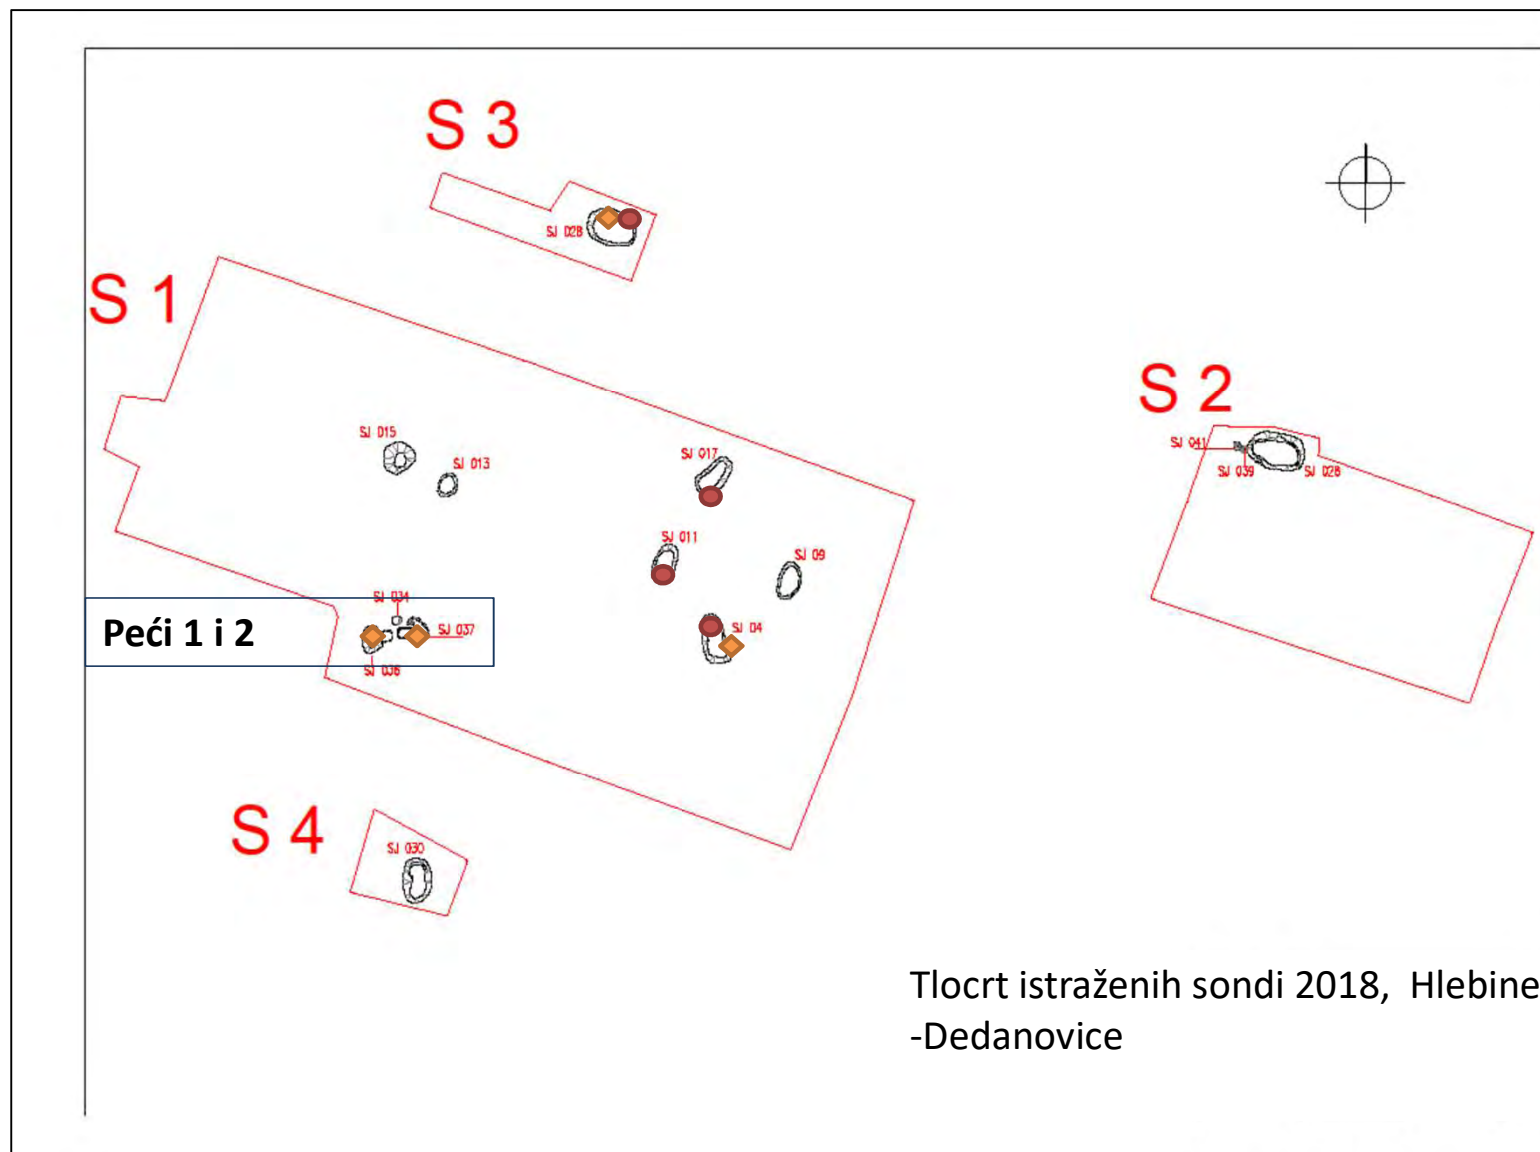 S 3
SJ 028
S 1
S 2
SJ 015
SJ 013
SJ 017
SJ 041
SJ 039
SJ 028
SJ 011
SJ 09
SJ 034
Peći 1 i 2
SJ 037
SJ 04
SJ 036
S 4
SJ 030
Tlocrt istraženih sondi 2018, Hlebine
-Dedanovice